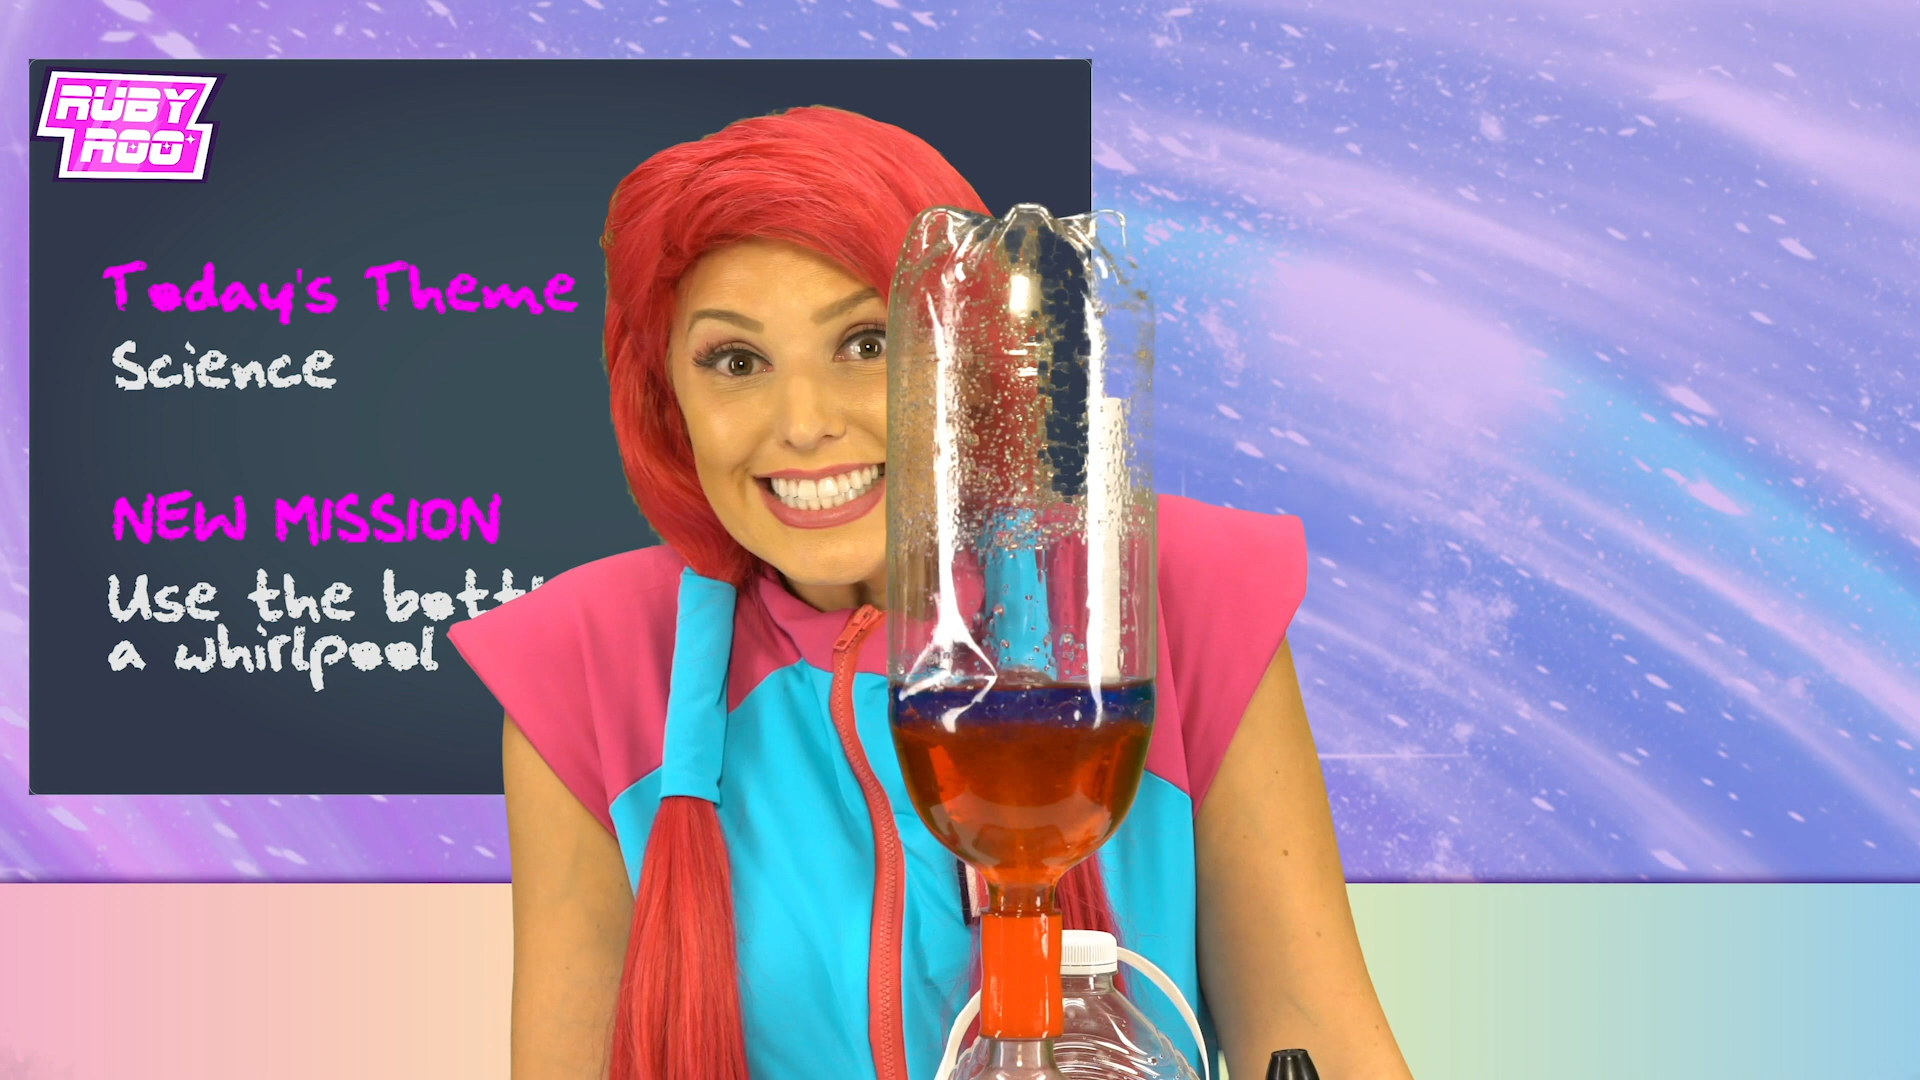 RUBY
ROO
Today's Theme
Science
NEW MISSION
Use the
a whirlpool